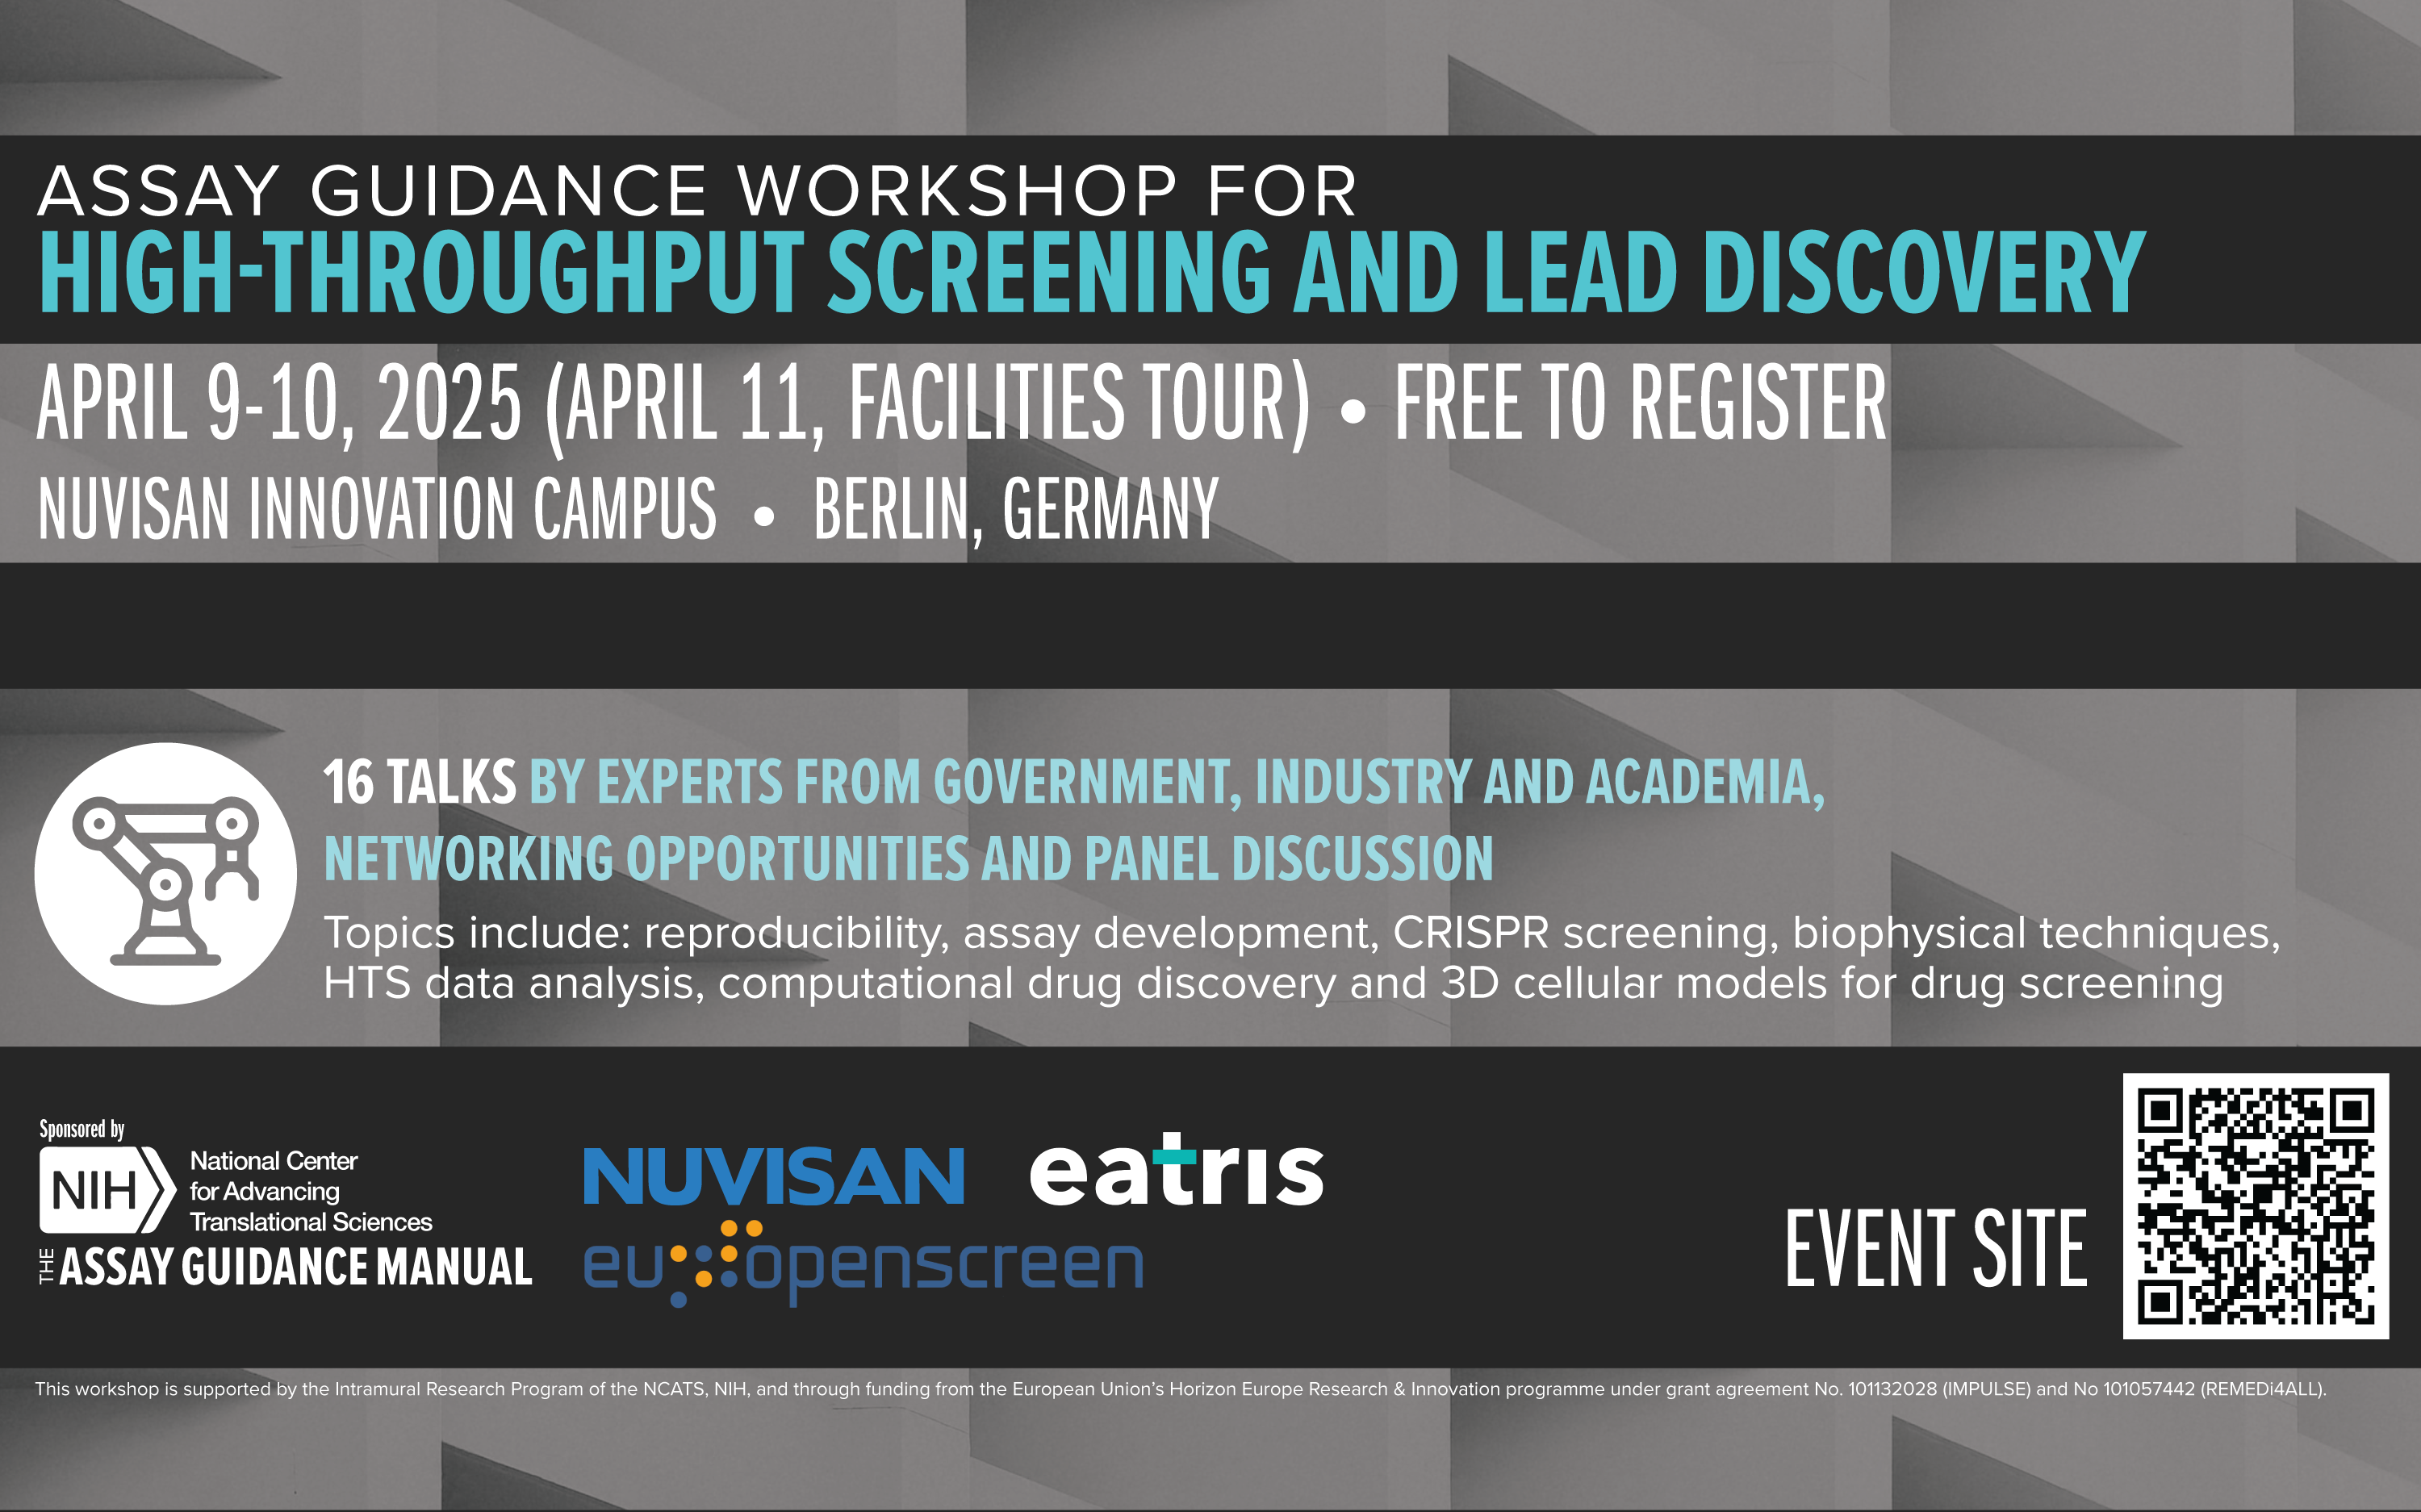 ASSAY GUIDANCE WORKSHOP FOR
HIGH-THROUGHPUT SCREENING AND LEAD DISCOVERY
APRIL 9-10, 2025 (APRIL 11, FACILITIES TOUR) • FREE TO REGISTER
NUVISAN INNOVATION CAMPUS • BERLIN, GERMANY
16 TALKS BY EXPERTS FROM GOVERNMENT, INDUSTRY AND ACADEMIA,
NETWORKING OPPORTUNITIES AND PANEL DISCUSSION
Topics include: reproducibility, assay development, CRISPR screening, biophysical techniques,
HTS data analysis, computational drug discovery and 3D cellular models for drug screening
Sponsored by
NIH
National Center
for Advancing
Translational Sciences
THE ASSAY GUIDANCE MANUAL
NUVISAN
eatris
eu openscreen
EVENT SITE
This workshop is supported by the Intramural Research Program of the NCATS, NIH, and through funding from the European Union’s Horizon Europe Research & Innovation programme under grant agreement No. 101132028 (IMPULSE) and No 101057442 (REMEDi4ALL).